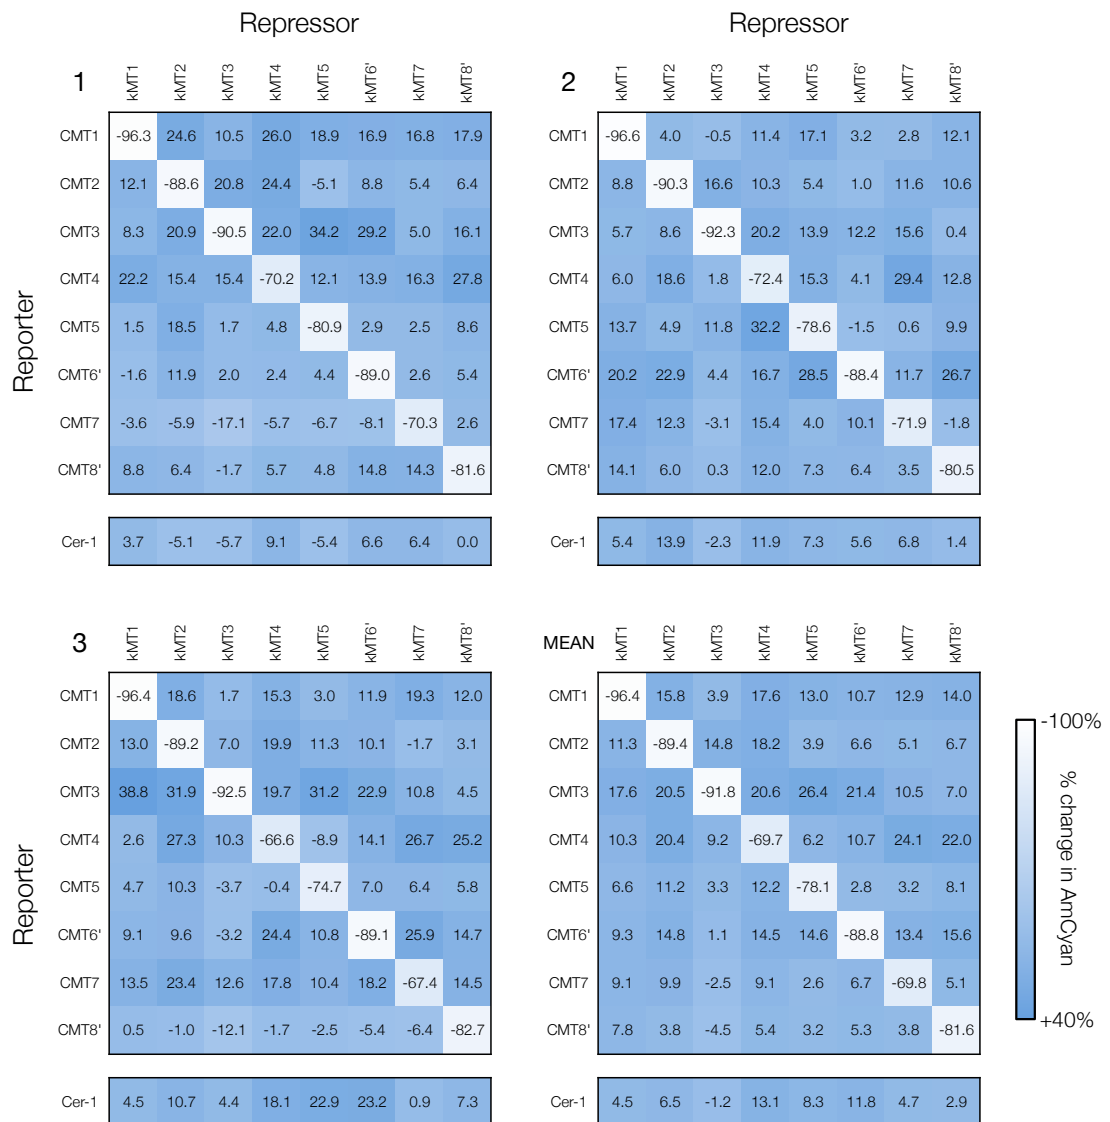 Repressor Repressor
1 kMT1 kMT2 kMT3 kMT4 kMT5 kMT6' kMT7 kMT8' 2 kMT1 kMT2 kMT3 kMT4 kMT5 kMT6' kMT7 kMT8'
CMT1 -96.3 24.6 10.5 26.0 18.9 16.9 16.8 17.9 CMT1 -96.6 4.0 -0.5 11.4 17.1 3.2 2.8 12.1
CMT2 12.1 -88.6 20.8 24.4 -5.1 8.8 5.4 6.4 CMT2 8.8 -90.3 16.6 10.3 5.4 1.0 11.6 10.6
CMT3 8.3 20.9 -90.5 22.0 34.2 29.2 5.0 16.1 CMT3 5.7 8.6 -92.3 20.2 13.9 12.2 15.6 0.4
CMT4 22.2 15.4 15.4 -70.2 12.1 13.9 16.3 27.8 CMT4 6.0 18.6 1.8 -72.4 15.3 4.1 29.4 12.8
Reporter
CMT5 1.5 18.5 1.7 4.8 -80.9 2.9 2.5 8.6 CMT5 13.7 4.9 11.8 32.2 -78.6 -1.5 0.6 9.9
CMT6' -1.6 11.9 2.0 2.4 4.4 -89.0 2.6 5.4 CMT6' 20.2 22.9 4.4 16.7 28.5 -88.4 11.7 26.7
CMT7 -3.6 -5.9 -17.1 -5.7 -6.7 -8.1 -70.3 2.6 CMT7 17.4 12.3 -3.1 15.4 4.0 10.1 -71.9 -1.8
CMT8' 8.8 6.4 -1.7 5.7 4.8 14.8 14.3 -81.6 CMT8' 14.1 6.0 0.3 12.0 7.3 6.4 3.5 -80.5
Cer-1 3.7 -5.1 -5.7 9.1 -5.4 6.6 6.4 0.0 Cer-1 5.4 13.9 -2.3 11.9 7.3 5.6 6.8 1.4
3 kMT1 kMT2 kMT3 kMT4 kMT5 kMT6' kMT7 kMT8' MEAN kMT1 kMT2 kMT3 kMT4 kMT5 kMT6' kMT7 kMT8'
CMT1 -96.4 18.6 1.7 15.3 3.0 11.9 19.3 12.0 CMT1 -96.4 15.8 3.9 17.6 13.0 10.7 12.9 14.0
CMT2 13.0 -89.2 7.0 19.9 11.3 10.1 -1.7 3.1 CMT2 11.3 -89.4 14.8 18.2 3.9 6.6 5.1 6.7
CMT3 38.8 31.9 -92.5 19.7 31.2 22.9 10.8 4.5 CMT3 17.6 20.5 -91.8 20.6 26.4 21.4 10.5 7.0
CMT4 2.6 27.3 10.3 -66.6 -8.9 14.1 26.7 25.2 CMT4 10.3 20.4 9.2 -69.7 6.2 10.7 24.1 22.0
Reporter
CMT5 4.7 10.3 -3.7 -0.4 -74.7 7.0 6.4 5.8 CMT5 6.6 11.2 3.3 12.2 -78.1 2.8 3.2 8.1
CMT6' 9.1 9.6 -3.2 24.4 10.8 -89.1 25.9 14.7 CMT6' 9.3 14.8 1.1 14.5 14.6 -88.8 13.4 15.6
CMT7 13.5 23.4 12.6 17.8 10.4 18.2 -67.4 14.5 CMT7 9.1 9.9 -2.5 9.1 2.6 6.7 -69.8 5.1
CMT8' 0.5 -1.0 -12.1 -1.7 -2.5 -5.4 -6.4 -82.7 CMT8' 7.8 3.8 -4.5 5.4 3.2 5.3 3.8 -81.6
Cer-1 4.5 10.7 4.4 18.1 22.9 23.2 0.9 7.3 Cer-1 4.5 6.5 -1.2 13.1 8.3 11.8 4.7 2.9
-100%
% change in AmCyan
+40%